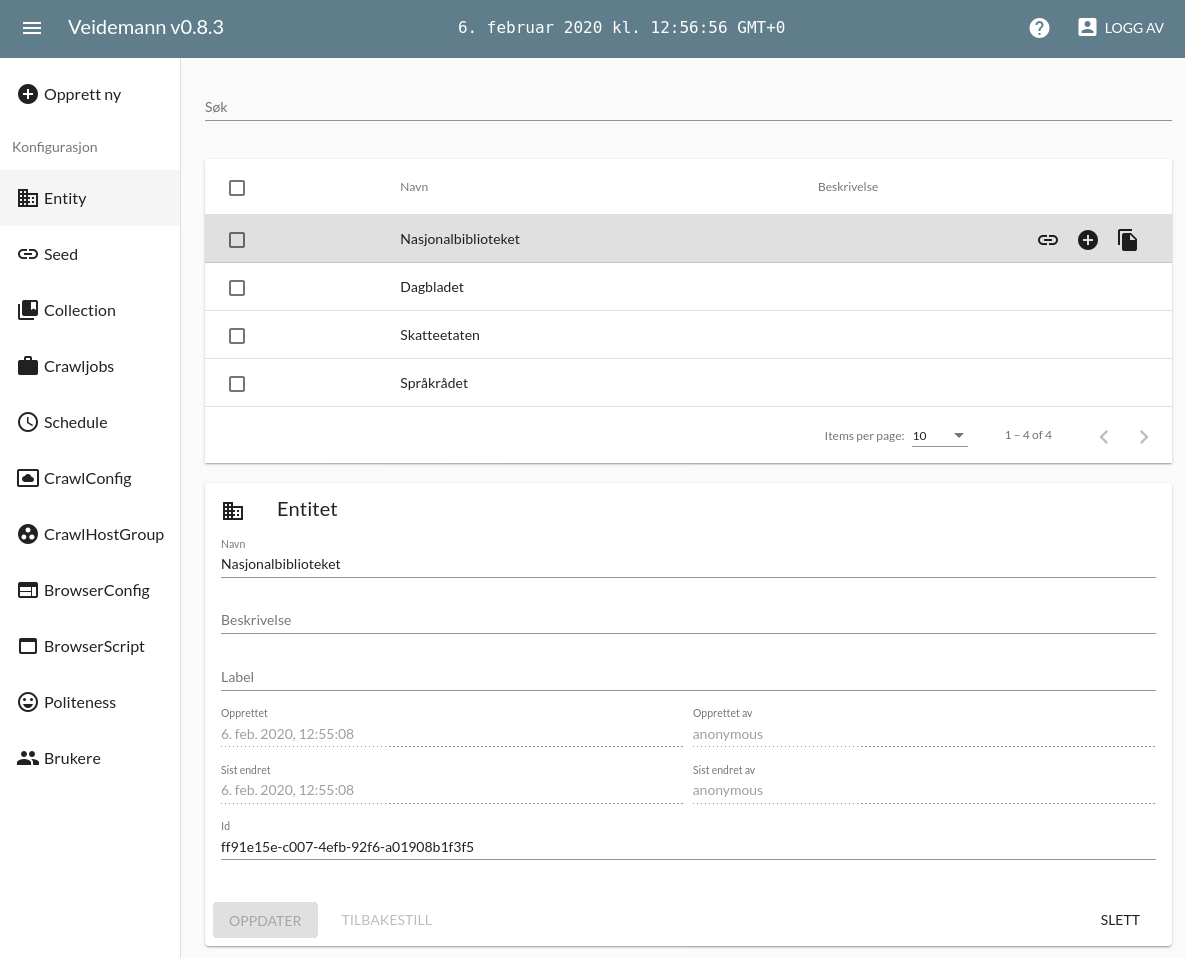 Veidemann v0.8.3
6. februar 2020 kl. 12:56:56 GMT+0
LOGG AV
Opprett ny
Konfigurasjon
Entity
Seed
Collection
Crawljobs
Schedule
CrawlConfig
CrawlHostGroup
BrowserConfig
BrowserScript
Politeness
Brukere
Søk
Navn Beskrivelse
Nasjonalbiblioteket
Dagbladet
Skatteetaten
Språkrådet
Items per page: 10 1 – 4 of 4
Entitet
Navn
Nasjonalbiblioteket
Beskrivelse
Label
Opprettet Opprettet av
6. feb. 2020, 12:55:08 anonymous
Sist endret Sist endret av
6. feb. 2020, 12:55:08 anonymous
Id
ff91e15e-c007-4efb-92f6-a01908b1f3f5
OPPDATER TILBAKESTILL SLETT